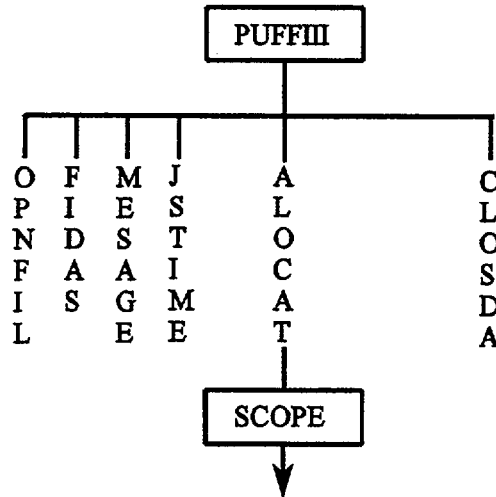 PUFFIII
OPNFIL
FIDAS
MESAGE
JSTIME
ALOCAT
CLOSDA
SCOPE